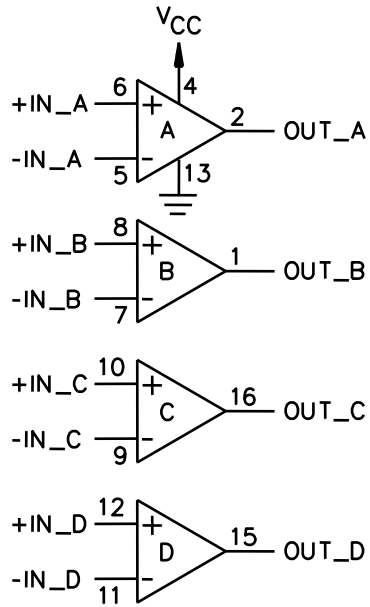 VCC
6 4
+IN_A + 2
A OUT_A
-IN_A -
5 13
8
+IN_B + 1
B OUT_B
-IN_B -
7
10
+IN_C + 16
C OUT_C
-IN_C -
9
12
+IN_D + 15
D OUT_D
-IN_D -
11